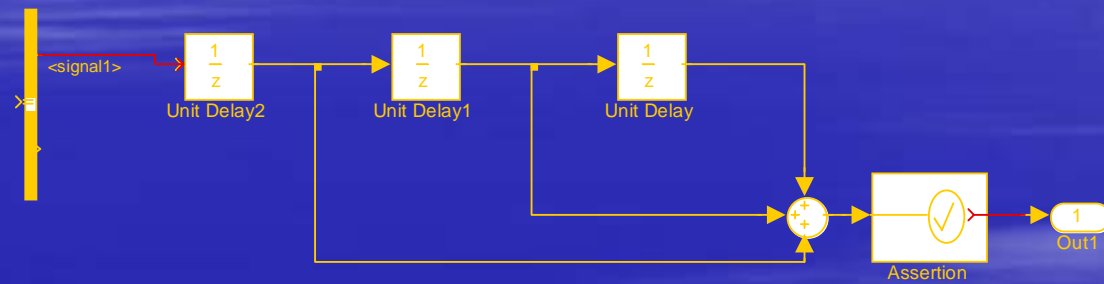 <signal1>
1
z
Unit Delay2
1
z
Unit Delay1
1
z
Unit Delay
+
+
+
Assertion
1
Out1